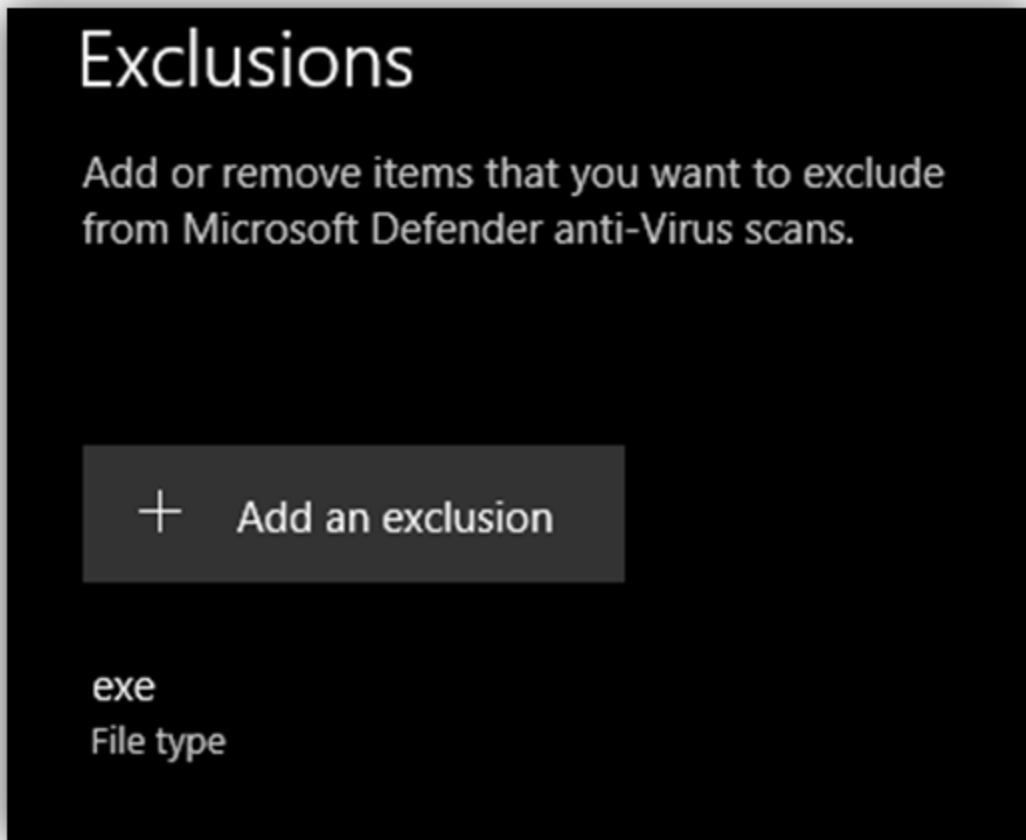 Exclusions
Add or remove items that you want to exclude
from Microsoft Defender anti-Virus scans.
Add an exclusion
exe
File type